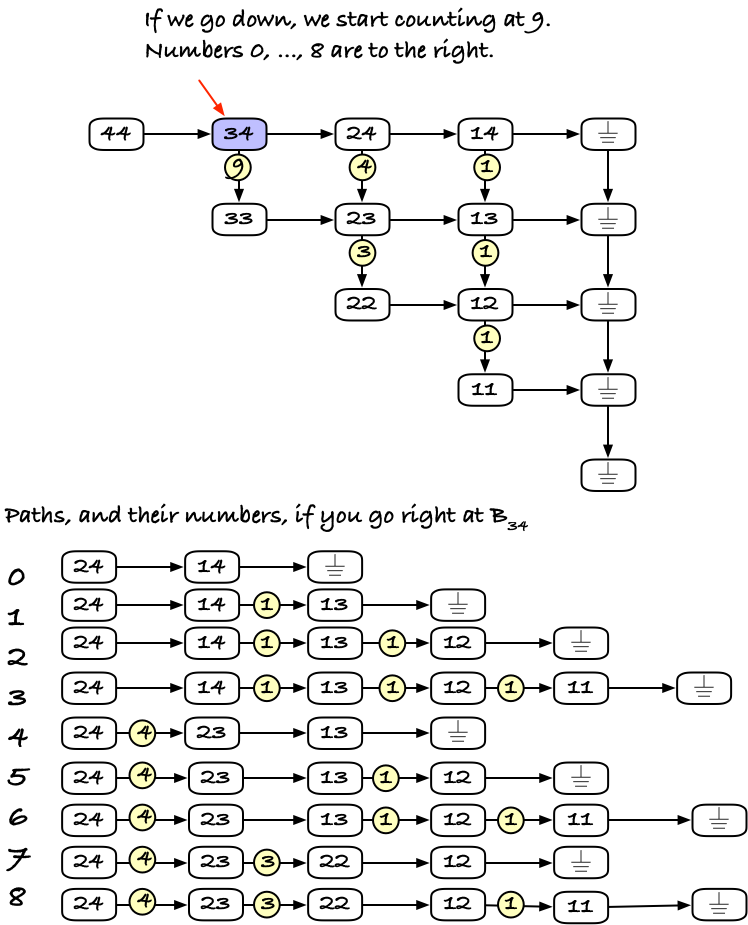 If we go down, we start counting at 9.
Numbers 0, ..., 8 are to the right.
44 34 24 14
9 4 1
33 23 13
3 1
22 12
1
11
Paths, and their numbers, if you go right at B34
0 24 14
1 24 14 1 13
2 24 14 1 13 1 12
3 24 14 1 13 1 12 1 11
4 24 4 23 13
5 24 4 23 13 1 12
6 24 4 23 13 1 12 1 11
7 24 4 23 3 22 12
8 24 4 23 3 22 12 1 11